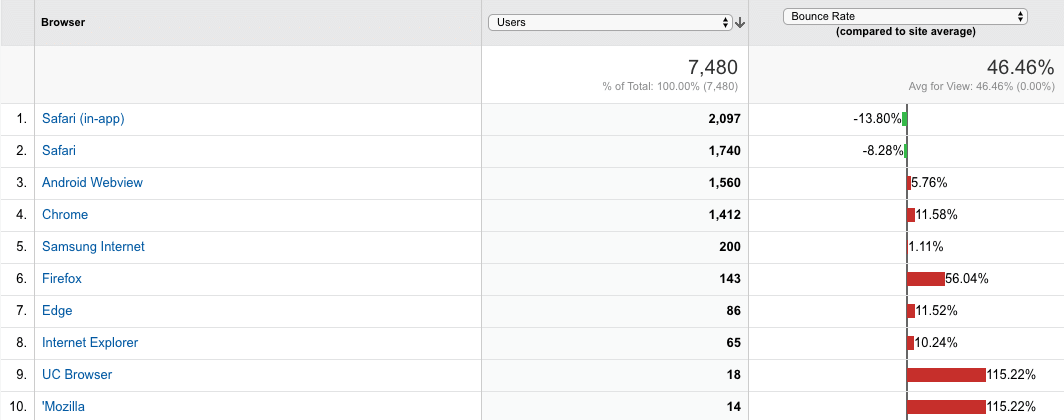 Browser Users Bounce Rate
(compared to site average)
7,480 46.46%
% of Total: 100.00% (7,480) Avg for View: 46.46% (0.00%)
1. Safari (in-app) 2,097 -13.80%
2. Safari 1,740 -8.28%
3. Android Webview 1,560 5.76%
4. Chrome 1,412 11.58%
5. Samsung Internet 200 1.11%
6. Firefox 143 56.04%
7. Edge 86 11.52%
8. Internet Explorer 65 10.24%
9. UC Browser 18 115.22%
10. 'Mozilla 14 115.22%